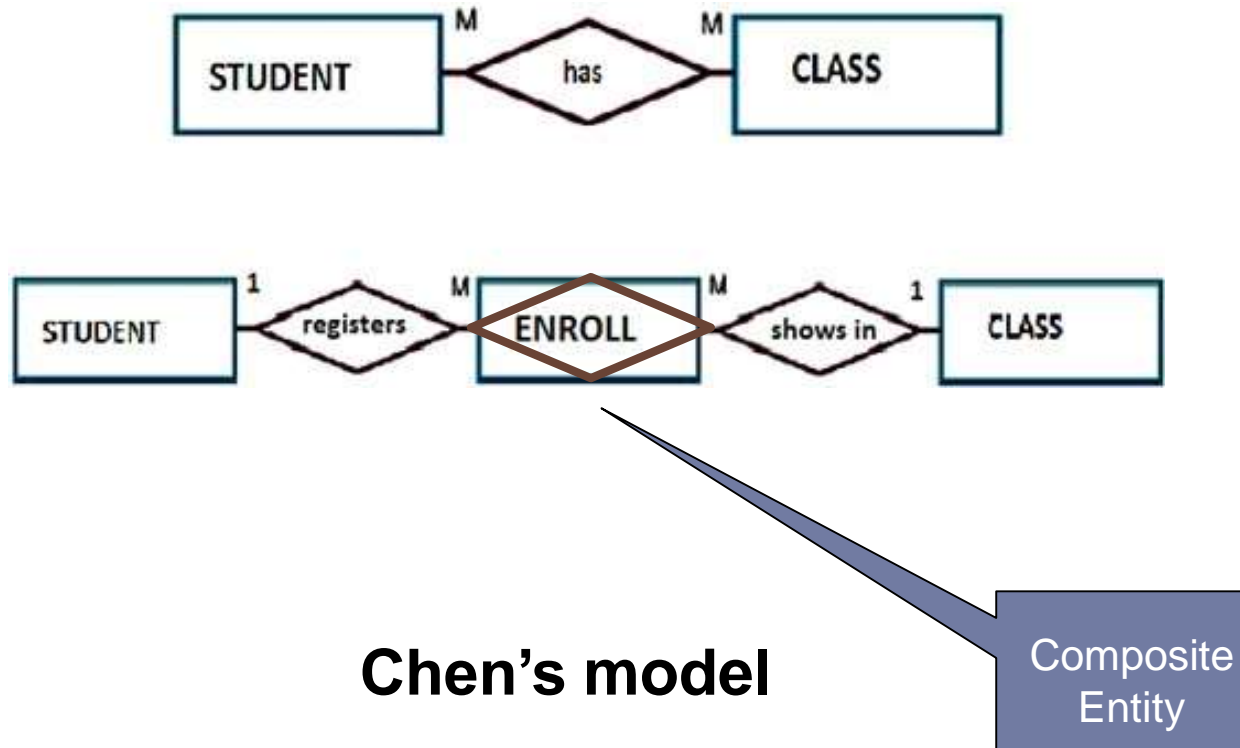 M M
STUDENT has CLASS
1 M M 1
STUDENT registers ENROLL shows in CLASS
Chen’s model
Composite
Entity